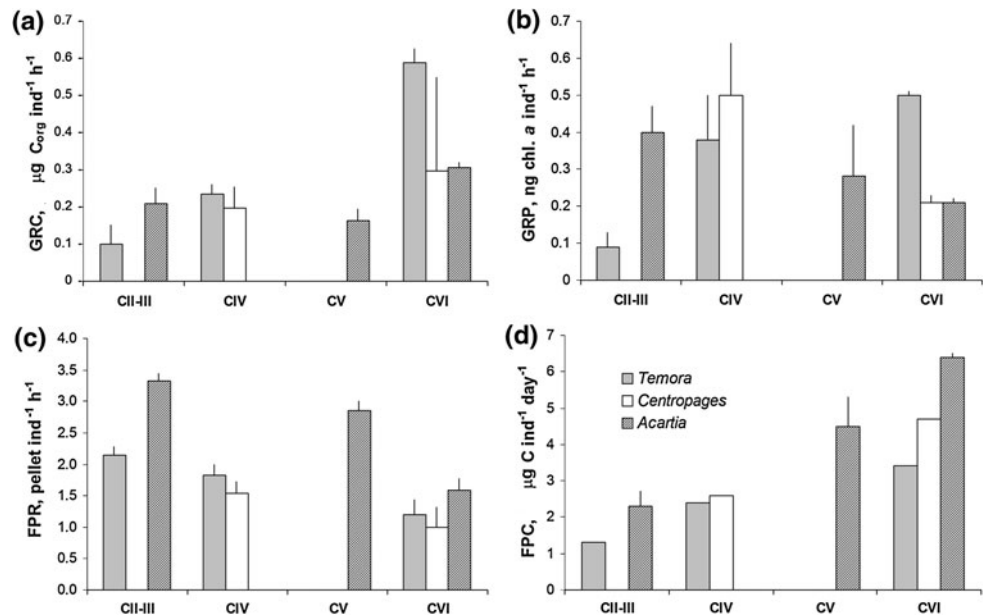 (a)
GRC, µg C_org ind⁻¹ h⁻¹
0.7
0.6
0.5
0.4
0.3
0.2
0.1
0
CII-III CIV CV CVI
(b)
GRP, ng chl. a ind⁻¹ h⁻¹
0.7
0.6
0.5
0.4
0.3
0.2
0.1
0
CII-III CIV CV CVI
(c)
FPR, pellet ind⁻¹ h⁻¹
4.0
3.5
3.0
2.5
2.0
1.5
1.0
0.5
0.0
CII-III CIV CV CVI
(d)
FPC, µg C ind⁻¹ day⁻¹
7
6
5
4
3
2
1
0
Temora
Centropages
Acartia
CII-III CIV CV CVI